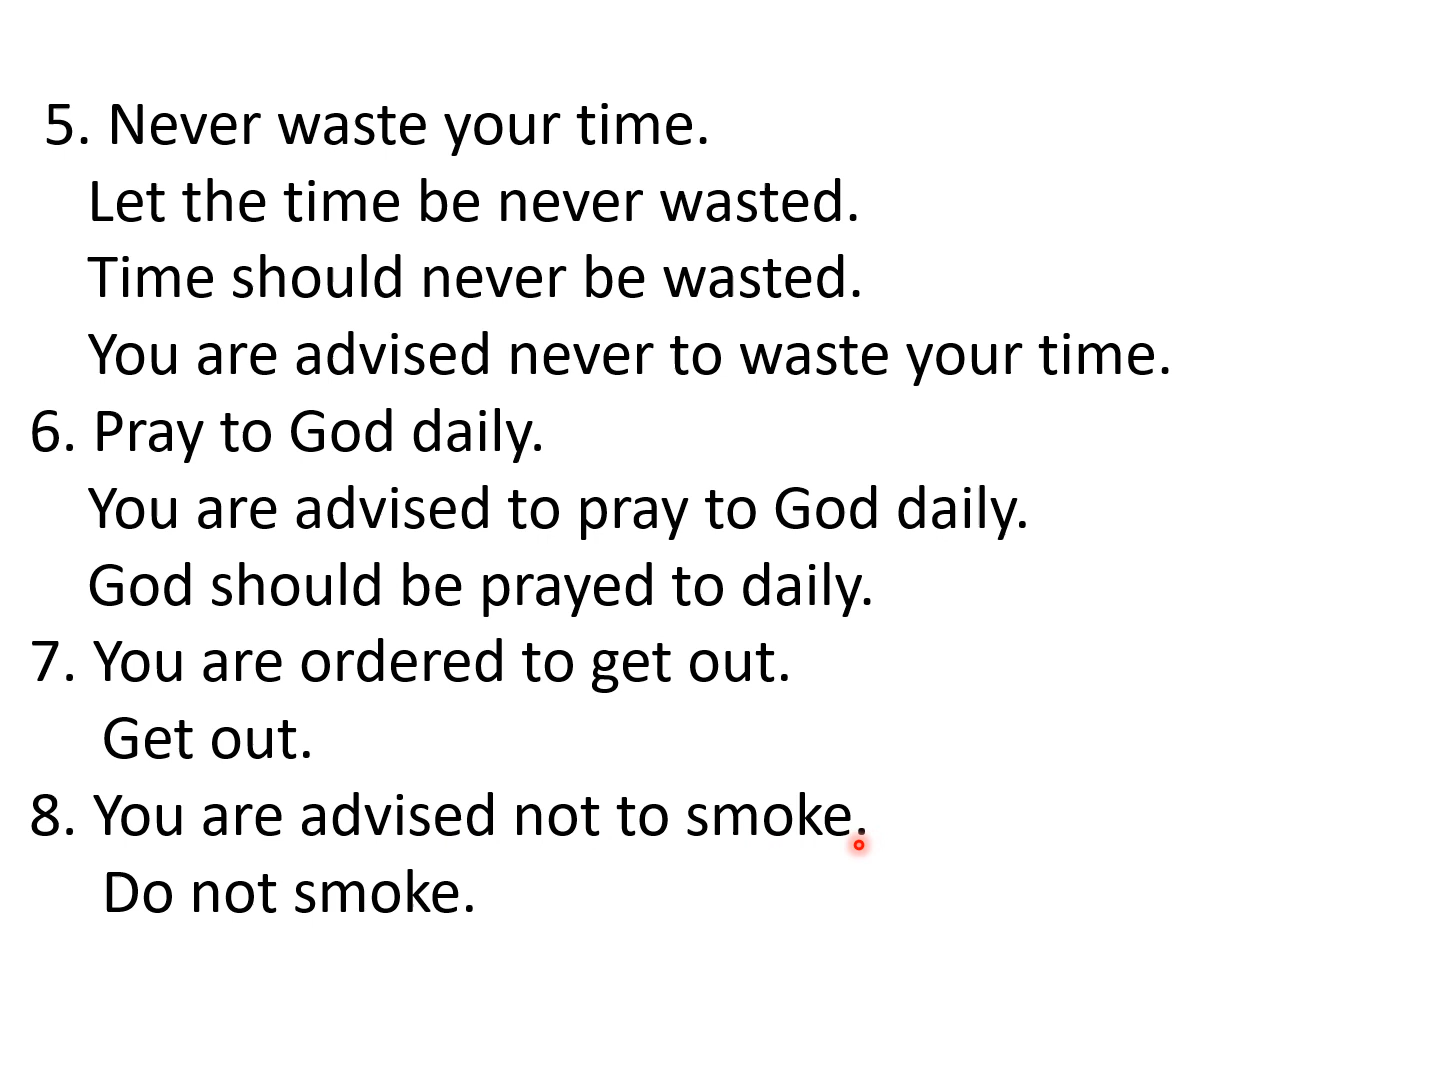 5. Never waste your time.
Let the time be never wasted.
Time should never be wasted.
You are advised never to waste your time.
6. Pray to God daily.
You are advised to pray to God daily.
God should be prayed to daily.
7. You are ordered to get out.
Get out.
8. You are advised not to smoke.
Do not smoke.